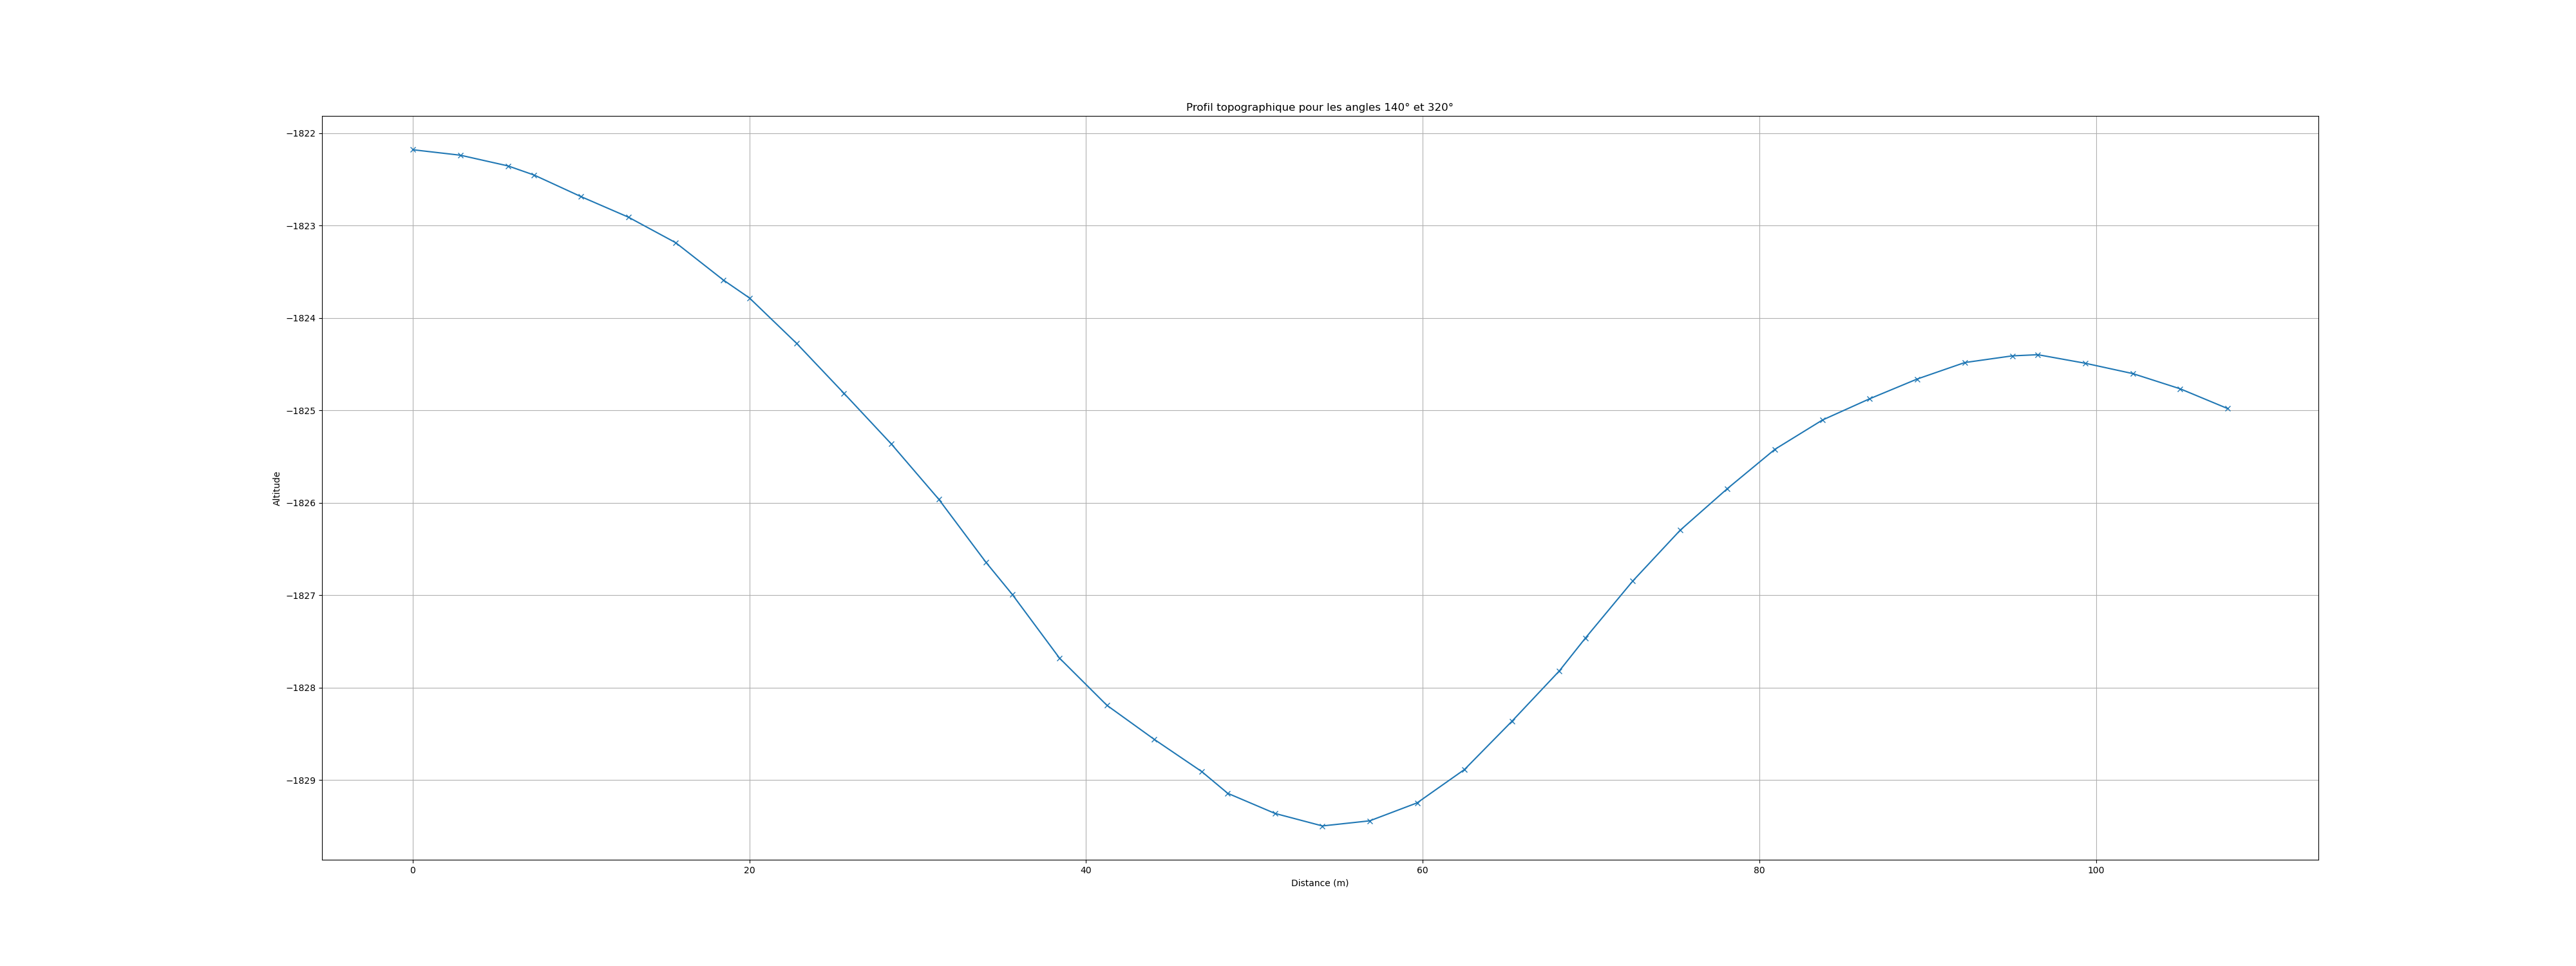 Profil topographique pour les angles 140° et 320°
−1822
−1823
−1824
−1825
−1826
−1827
−1828
−1829
Altitude
0 20 40 60 80 100
Distance (m)